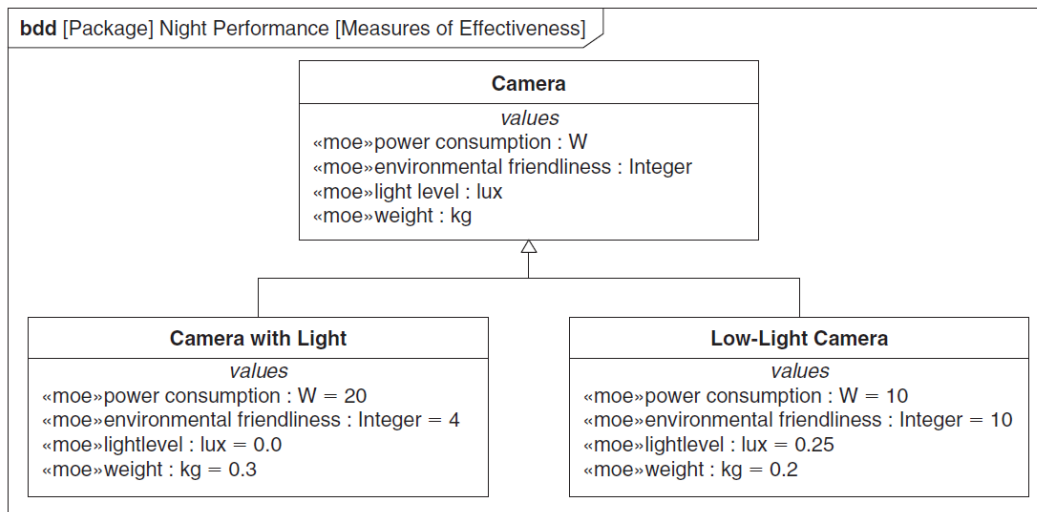 bdd [Package] Night Performance [Measures of Effectiveness]
Camera
values
«moe»power consumption : W
«moe»environmental friendliness : Integer
«moe»light level : lux
«moe»weight : kg
Camera with Light
values
«moe»power consumption : W = 20
«moe»environmental friendliness : Integer = 4
«moe»lightlevel : lux = 0.0
«moe»weight : kg = 0.3
Low-Light Camera
values
«moe»power consumption : W = 10
«moe»environmental friendliness : Integer = 10
«moe»lightlevel : lux = 0.25
«moe»weight : kg = 0.2